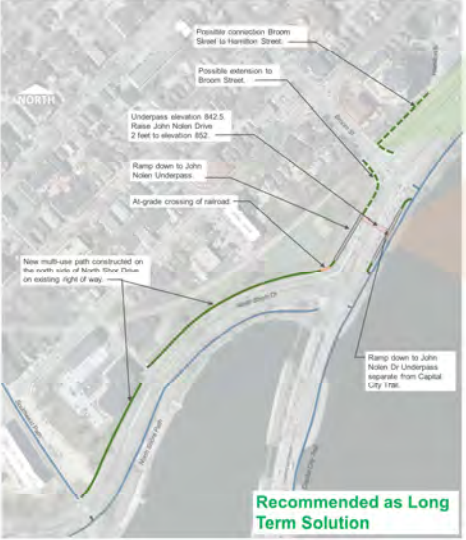 Possible connection Broom
Street to Hamilton Street.
Possible extension to
Broom Street.
NORTH
Underpass elevation 842.5.
Raise John Nolen Drive
2 feet to elevation 852.
Ramp down to John
Nolen Underpass.
At-grade crossing of railroad.
New multi-use path constructed on
the north side of North Shor Drive
on existing right of way.
North Shore Path
Ramp down to John
Nolen Dr Underpass
separate from Capital
City Trail.
Recommended as Long
Term Solution